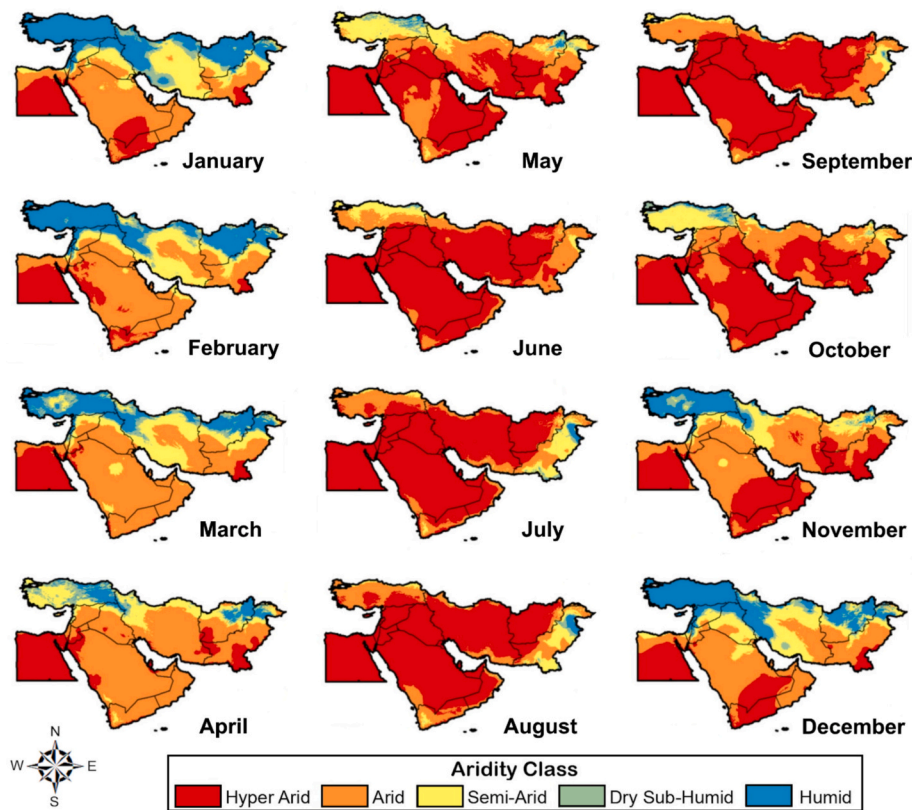 January
May
September
February
June
October
March
July
November
April
August
December
N
W E
S
Aridity Class
Hyper Arid Arid Semi-Arid Dry Sub-Humid Humid